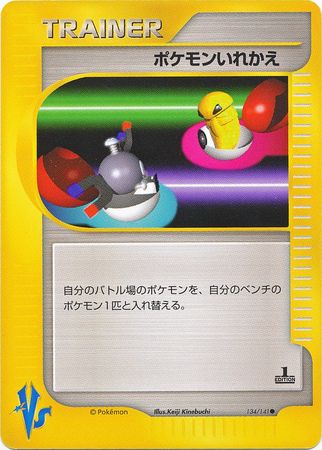 TRAINER
ポケモンいれかえ
自分のバトル場のポケモンを、自分のベンチの
ポケモン1匹と入れ替える。
1
EDITION
VS
© Pokémon
Illus.Keiji Kinebuchi
134/141●